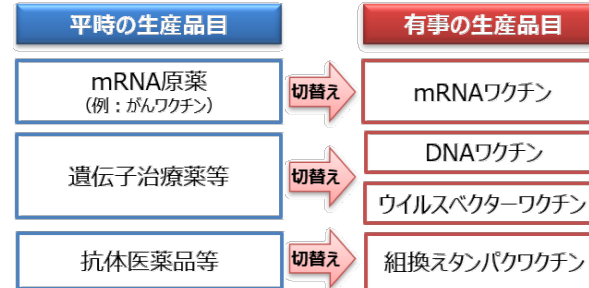 平時の生産品目
有事の生産品目
mRNA原薬
(例：がんワクチン)
切替え
mRNAワクチン
遺伝子治療薬等
切替え
DNAワクチン
ウイルスベクターワクチン
抗体医薬品等
切替え
組換えタンパクワクチン